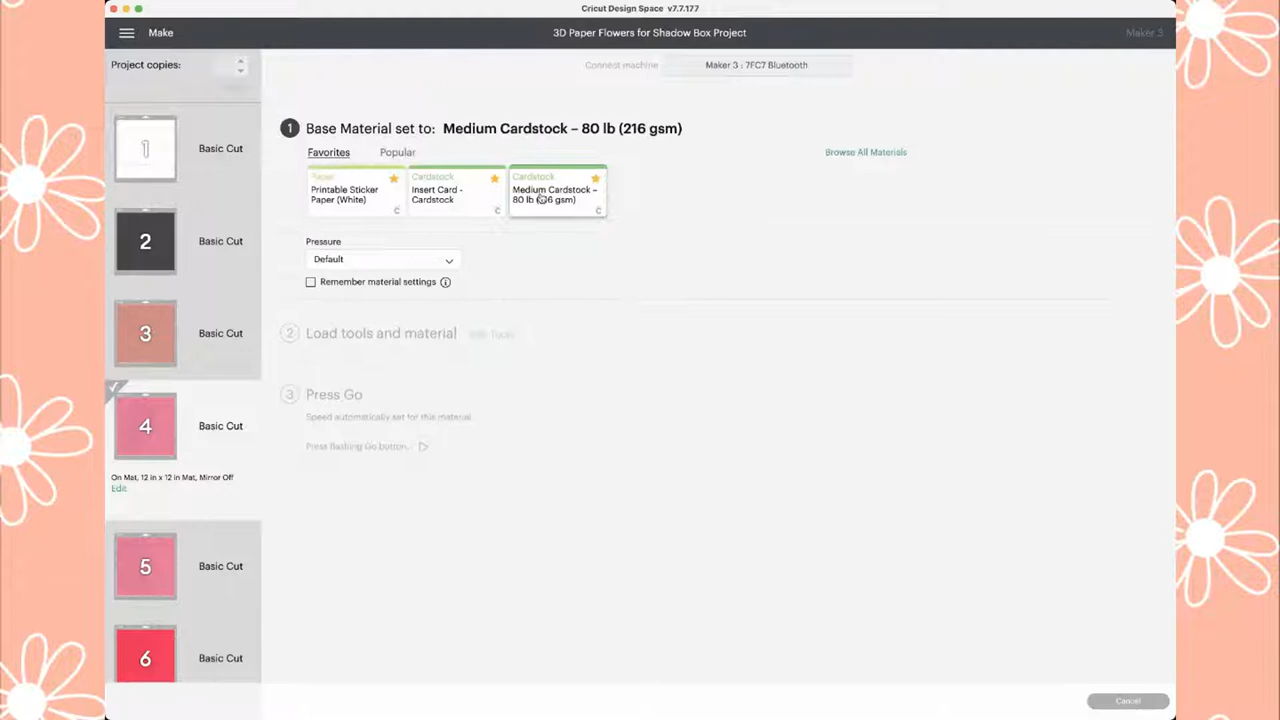 Cricut Design Space v7.7.177
Make
3D Paper Flowers for Shadow Box Project
Maker 3
Project copies:
Connect machine
Maker 3 : 7FC7 Bluetooth
1 Base Material set to: Medium Cardstock – 80 lb (216 gsm)
Favorites
Popular
Browse All Materials
Paper
Printable Sticker
Paper (White)
C
Cardstock
Insert Card -
Cardstock
C
Cardstock
Medium Cardstock –
80 lb gsm)
C
Pressure
Default
Remember material settings
2 Load tools and material
Edit Tools
3 Press Go
Speed automatically set for this material.
Press flashing Go button.
1
Basic Cut
2
Basic Cut
3
Basic Cut
4
Basic Cut
On Mat, 12 in x 12 in Mat, Mirror Off
Edit
5
Basic Cut
6
Basic Cut
Cancel